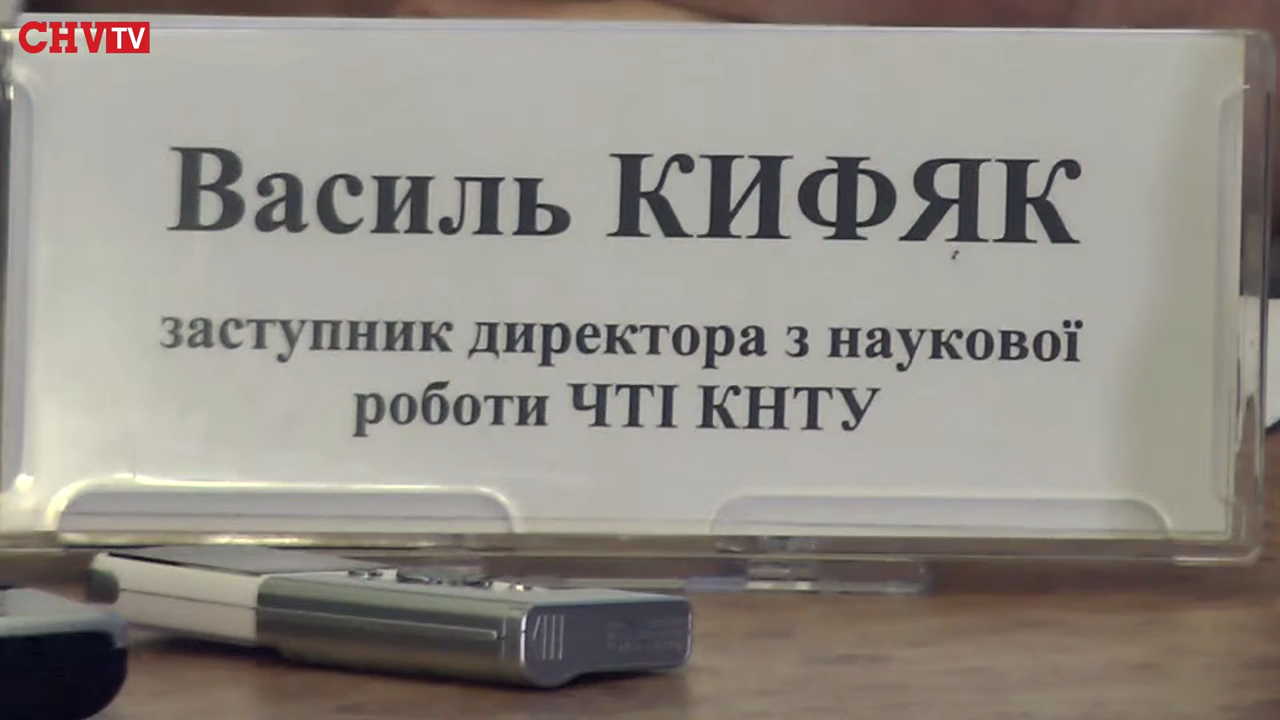 CHVTV
Василь КИФЯК
заступник директора з наукової
роботи ЧТІ КНТУ